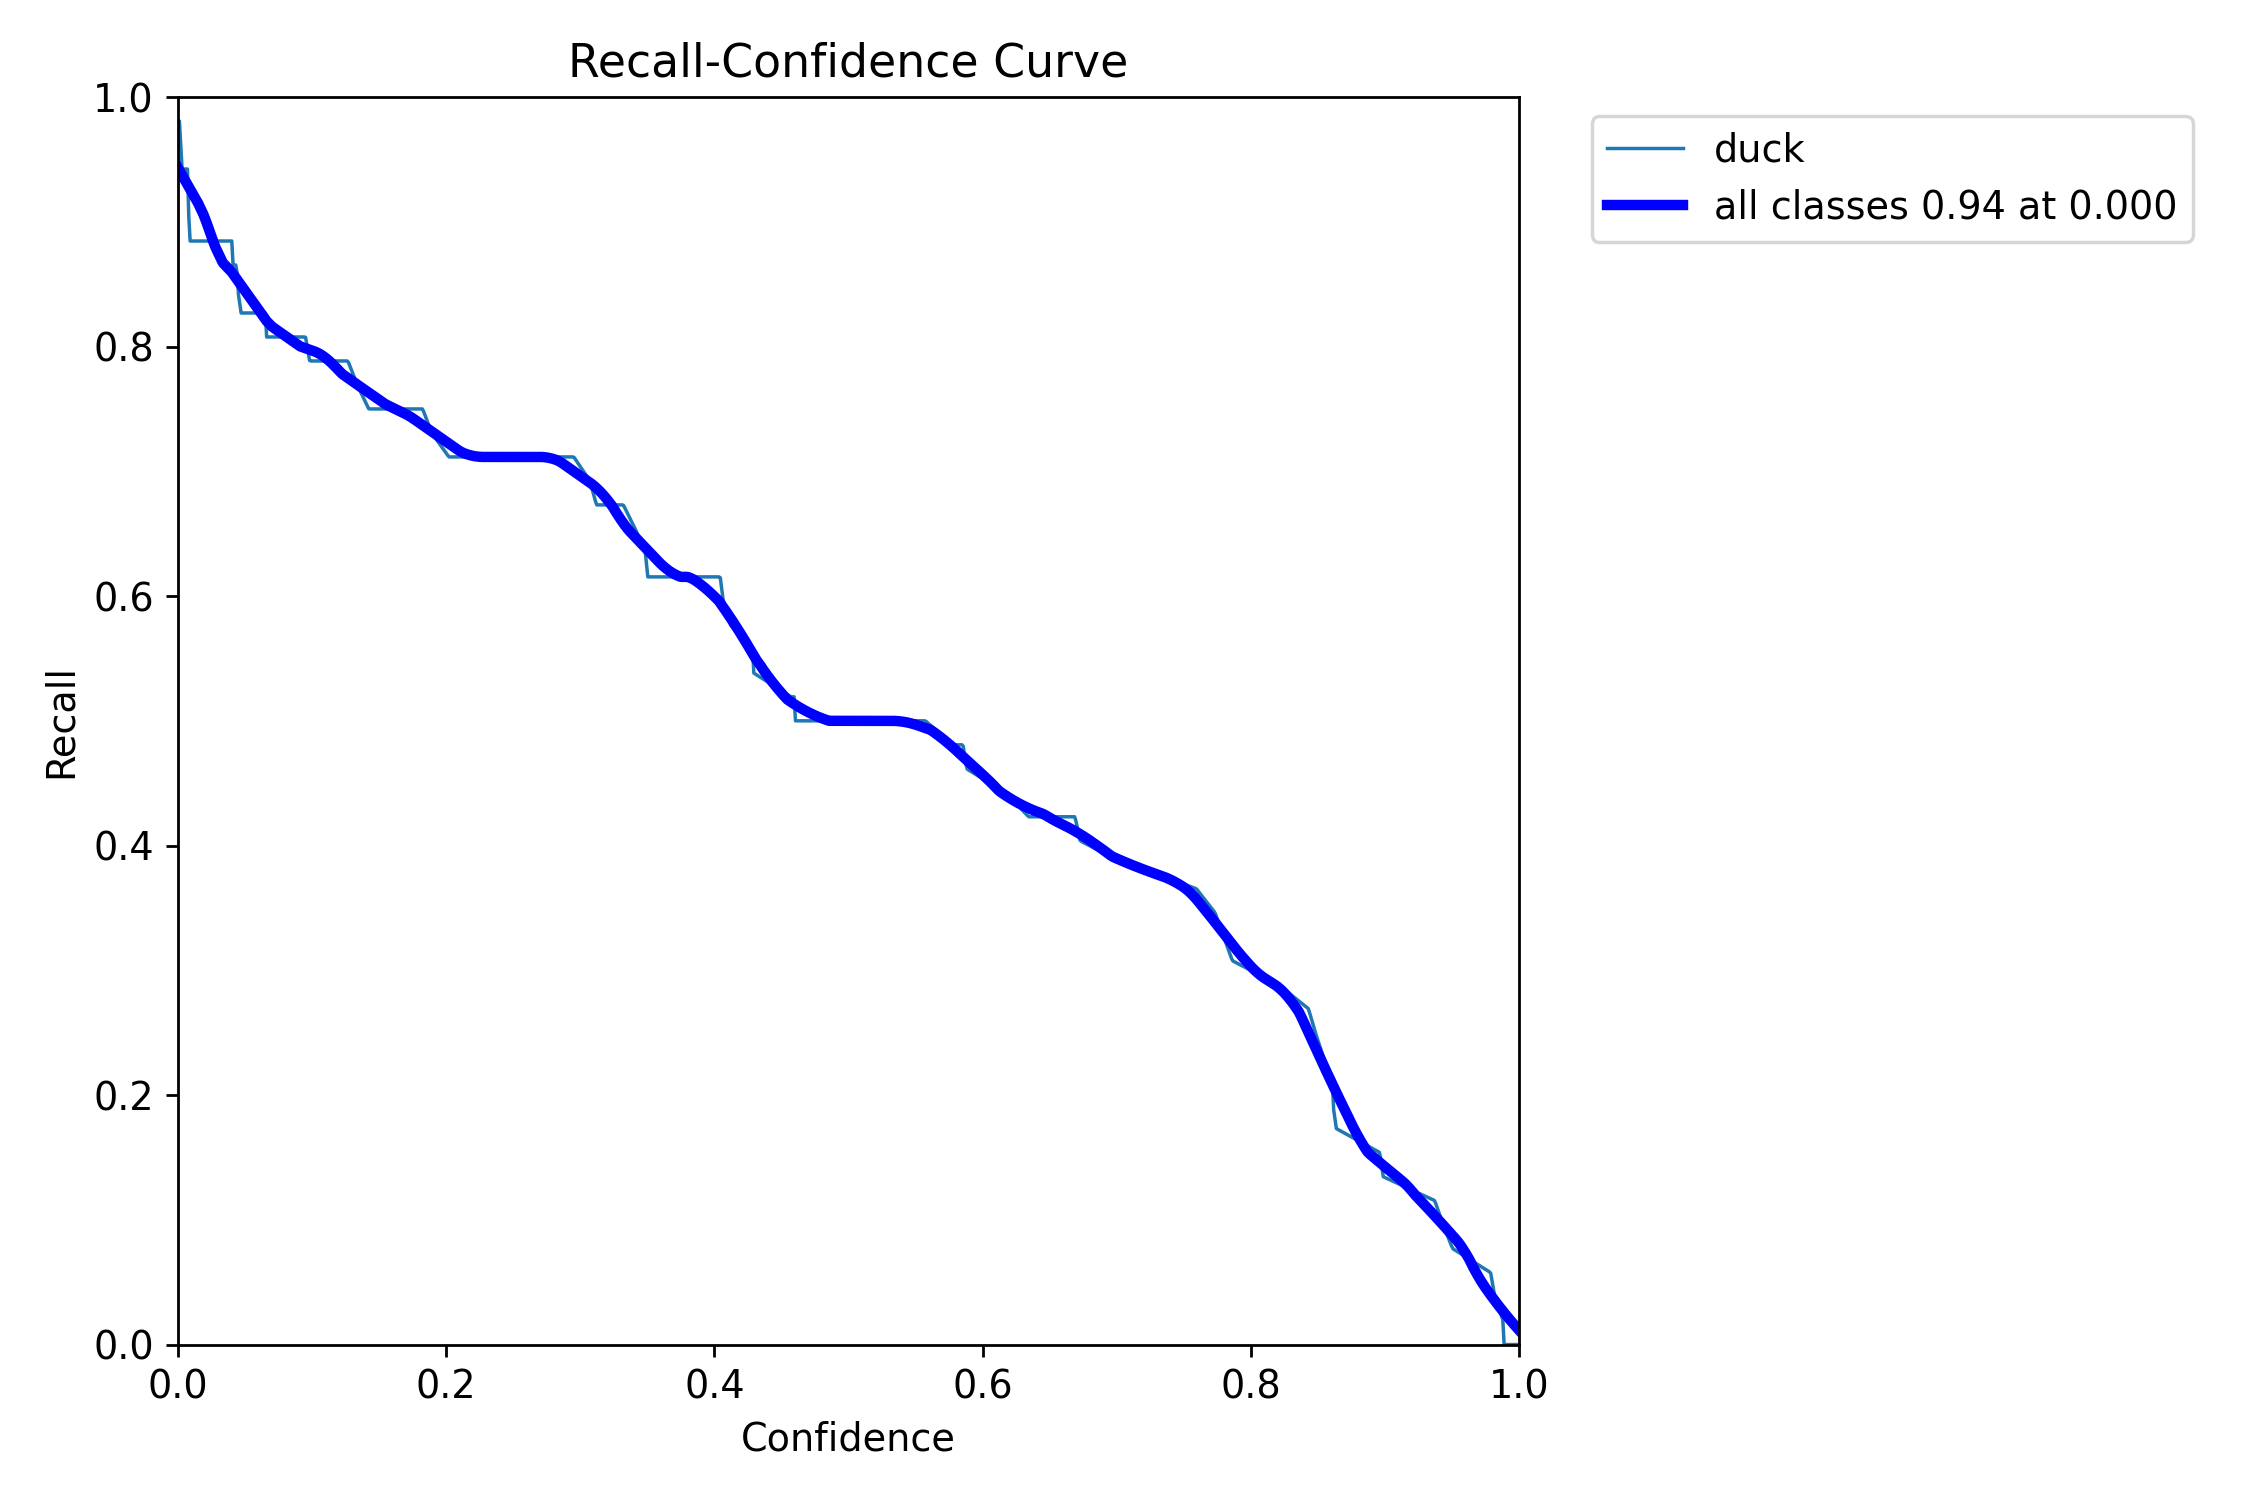 Recall-Confidence Curve
1.0
0.8
0.6
0.4
0.2
0.0
Recall
0.0 0.2 0.4 0.6 0.8 1.0
Confidence
duck
all classes 0.94 at 0.000